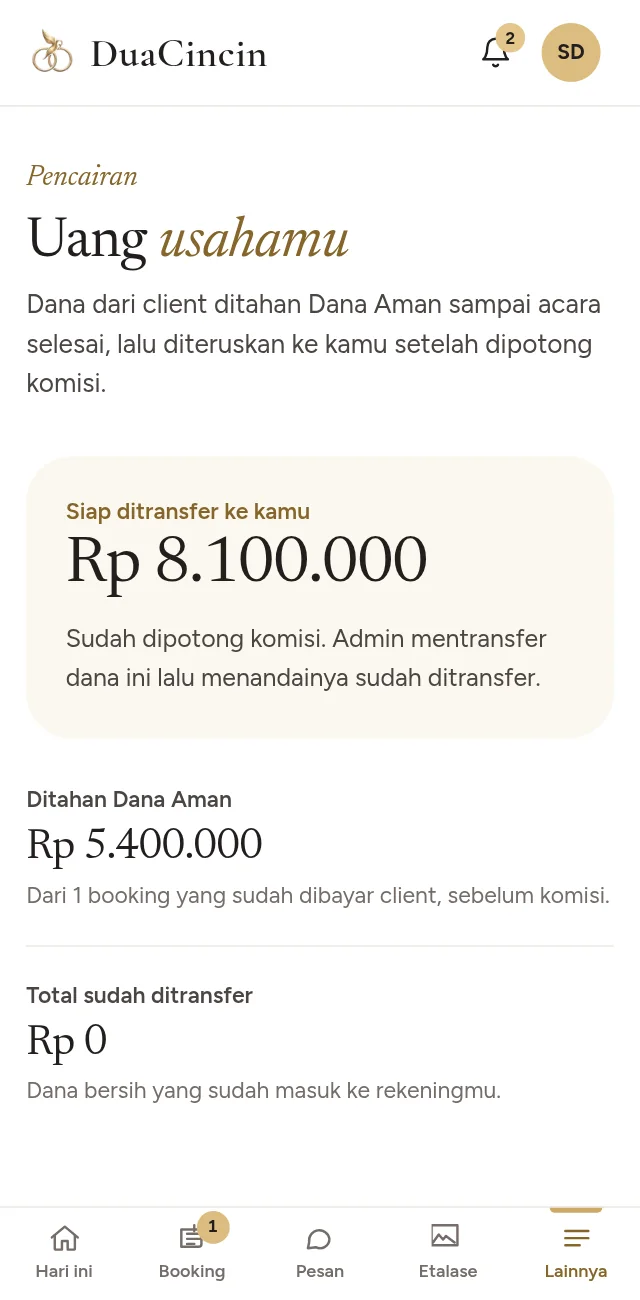 DuaCincin
2
SD
Pencairan
Uang usahamu
Dana dari client ditahan Dana Aman sampai acara
selesai, lalu diteruskan ke kamu setelah dipotong
komisi.
Siap ditransfer ke kamu
Rp 8.100.000
Sudah dipotong komisi. Admin mentransfer
dana ini lalu menandainya sudah ditransfer.
Ditahan Dana Aman
Rp 5.400.000
Dari 1 booking yang sudah dibayar client, sebelum komisi.
Total sudah ditransfer
Rp 0
Dana bersih yang sudah masuk ke rekeningmu.
1
Hari ini
Booking
Pesan
Etalase
Lainnya